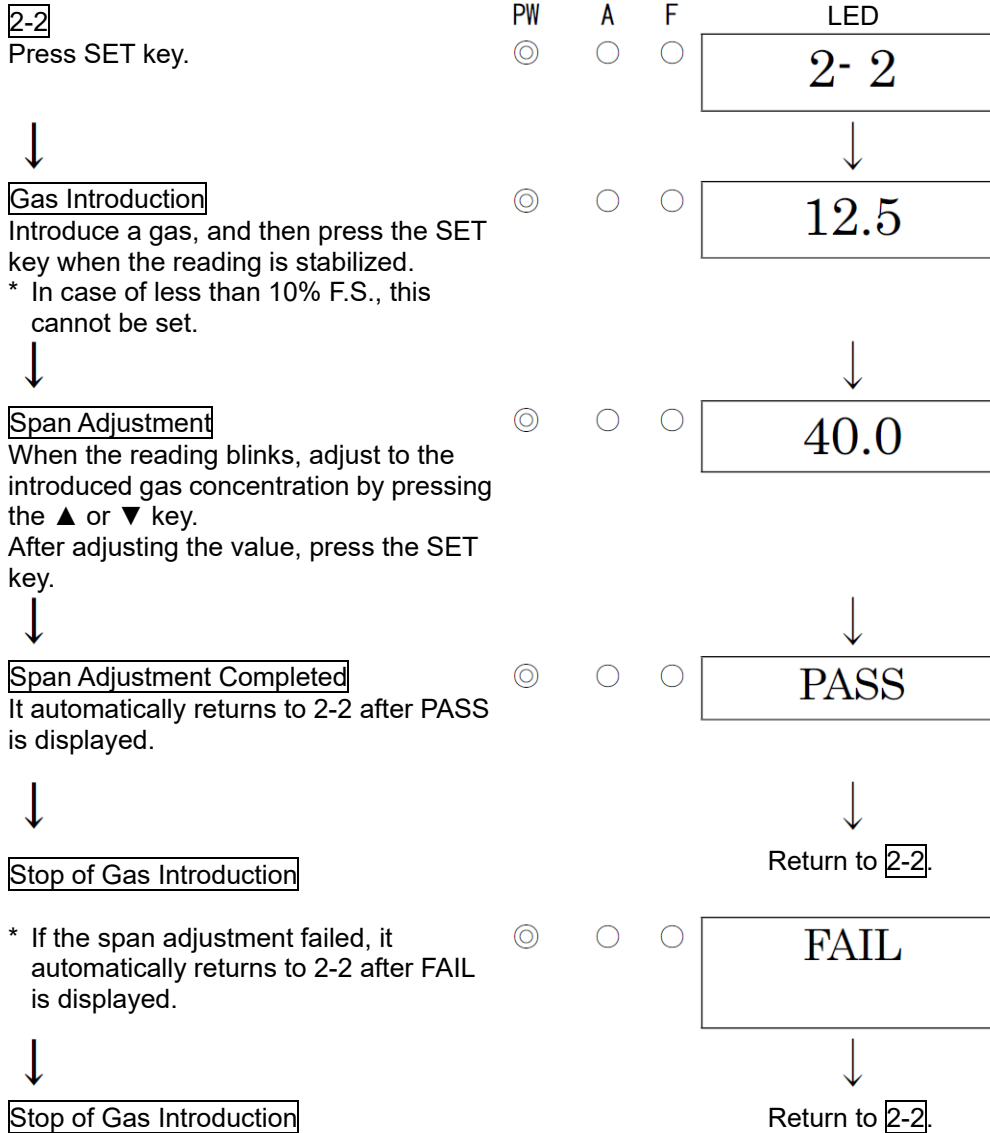 2-2 PW A F LED
Press SET key. ◎ ○ ○ 2- 2
↓ ↓
Gas Introduction ◎ ○ ○ 12.5
Introduce a gas, and then press the SET
key when the reading is stabilized.
* In case of less than 10% F.S., this
cannot be set.
↓ ↓
Span Adjustment ◎ ○ ○ 40.0
When the reading blinks, adjust to the
introduced gas concentration by pressing
the ▲ or ▼ key.
After adjusting the value, press the SET
key.
↓ ↓
Span Adjustment Completed ◎ ○ ○ PASS
It automatically returns to 2-2 after PASS
is displayed.
↓ ↓
Stop of Gas Introduction Return to 2-2.
* If the span adjustment failed, it ◎ ○ ○ FAIL
automatically returns to 2-2 after FAIL
is displayed.
↓ ↓
Stop of Gas Introduction Return to 2-2.